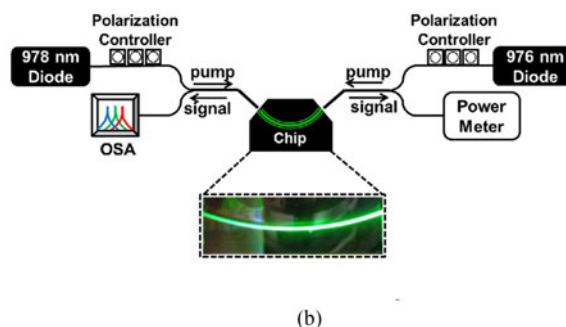 Polarization
Controller
978 nm
Diode
pump
signal
OSA
Chip
Polarization
Controller
pump
signal
976 nm
Diode
Power
Meter
(b)